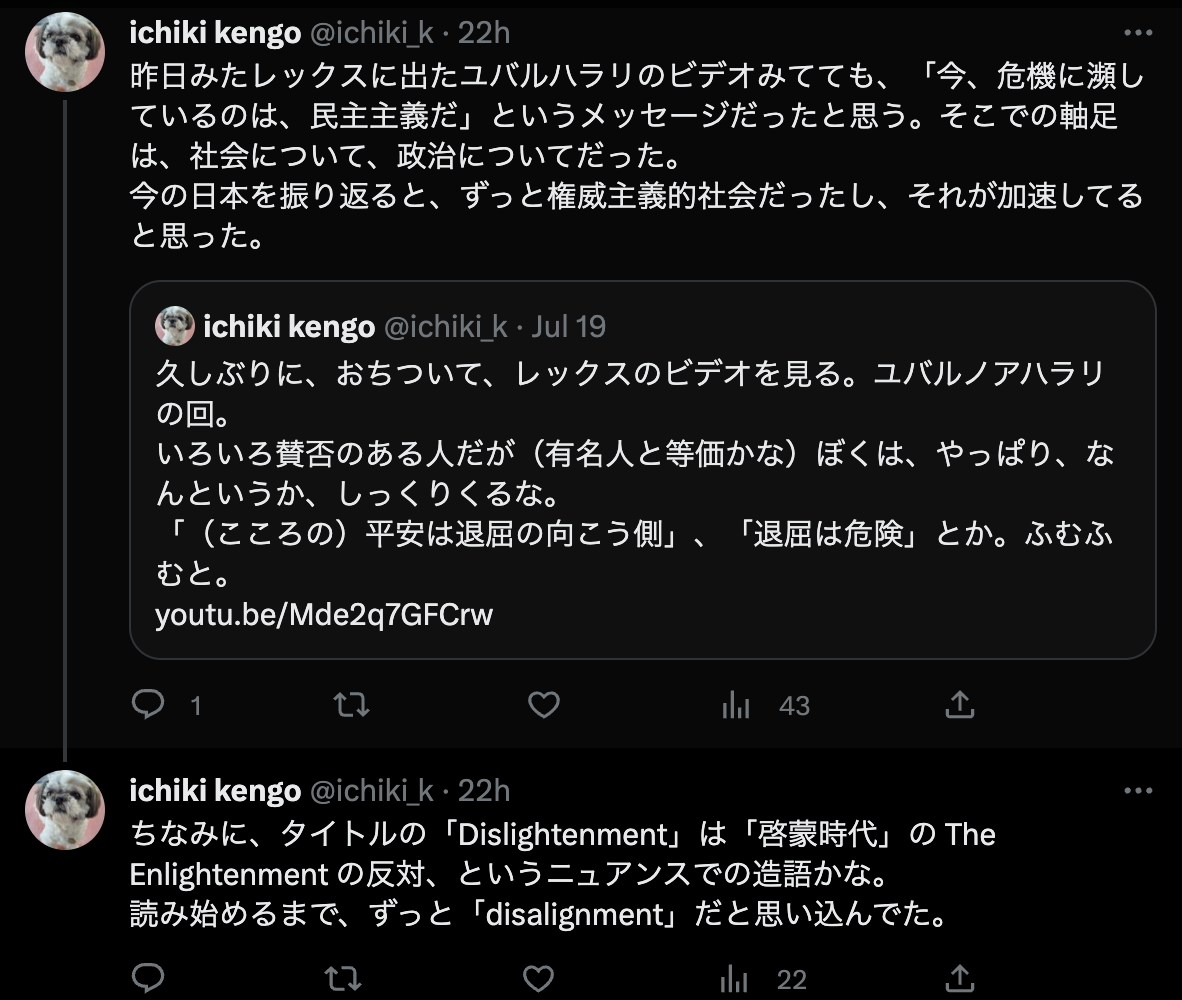 ichiki kengo @ichiki_k · 22h
昨日みたレックスに出たユバルハラリのビデオみてても、「今、危機に瀕し
ているのは、民主主義だ」というメッセージだったと思う。そこでの軸足
は、社会について、政治についてだった。
今の日本を振り返ると、ずっと権威主義的社会だったし、それが加速してる
と思った。
ichiki kengo @ichiki_k · Jul 19
久しぶりに、おちついて、レックスのビデオを見る。ユバルノアハラリ
の回。
いろいろ賛否のある人だが（有名人と等価かな）ぼくは、やっぱり、な
んというか、しっくりくるな。
「（こころの）平安は退屈の向こう側」、「退屈は危険」とか。ふむふ
むと。
youtu.be/Mde2q7GFCrw
1 43
ichiki kengo @ichiki_k · 22h
ちなみに、タイトルの「Dislightenment」は「啓蒙時代」の The
Enlightenment の反対、というニュアンスでの造語かな。
読み始めるまで、ずっと「disalignment」だと思い込んでた。
22